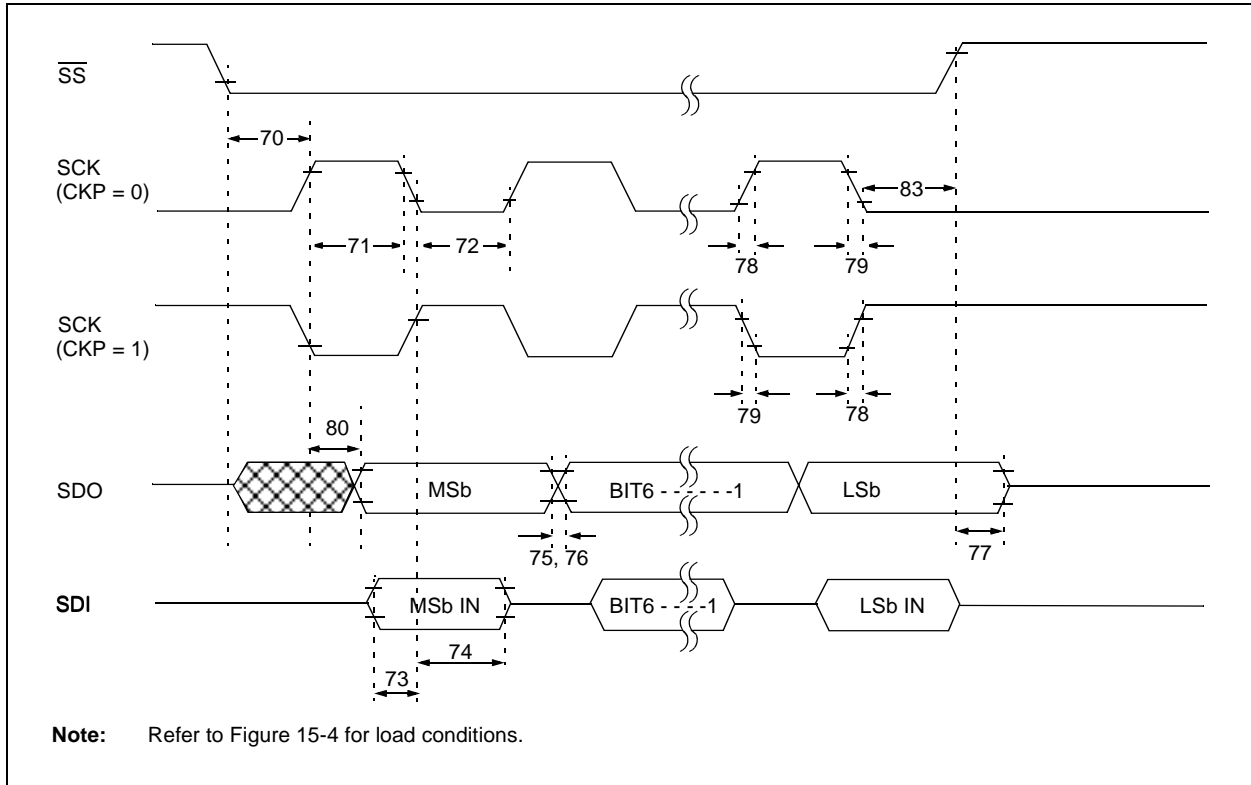 SS
70
SCK
(CKP = 0)
83
71
72
78
79
SCK
(CKP = 1)
79
78
80
SDO
MSb
BIT6 - - - - - -1
LSb
75, 76
77
SDI
MSb IN
BIT6 - - - -1
LSb IN
74
73
Note: Refer to Figure 15-4 for load conditions.